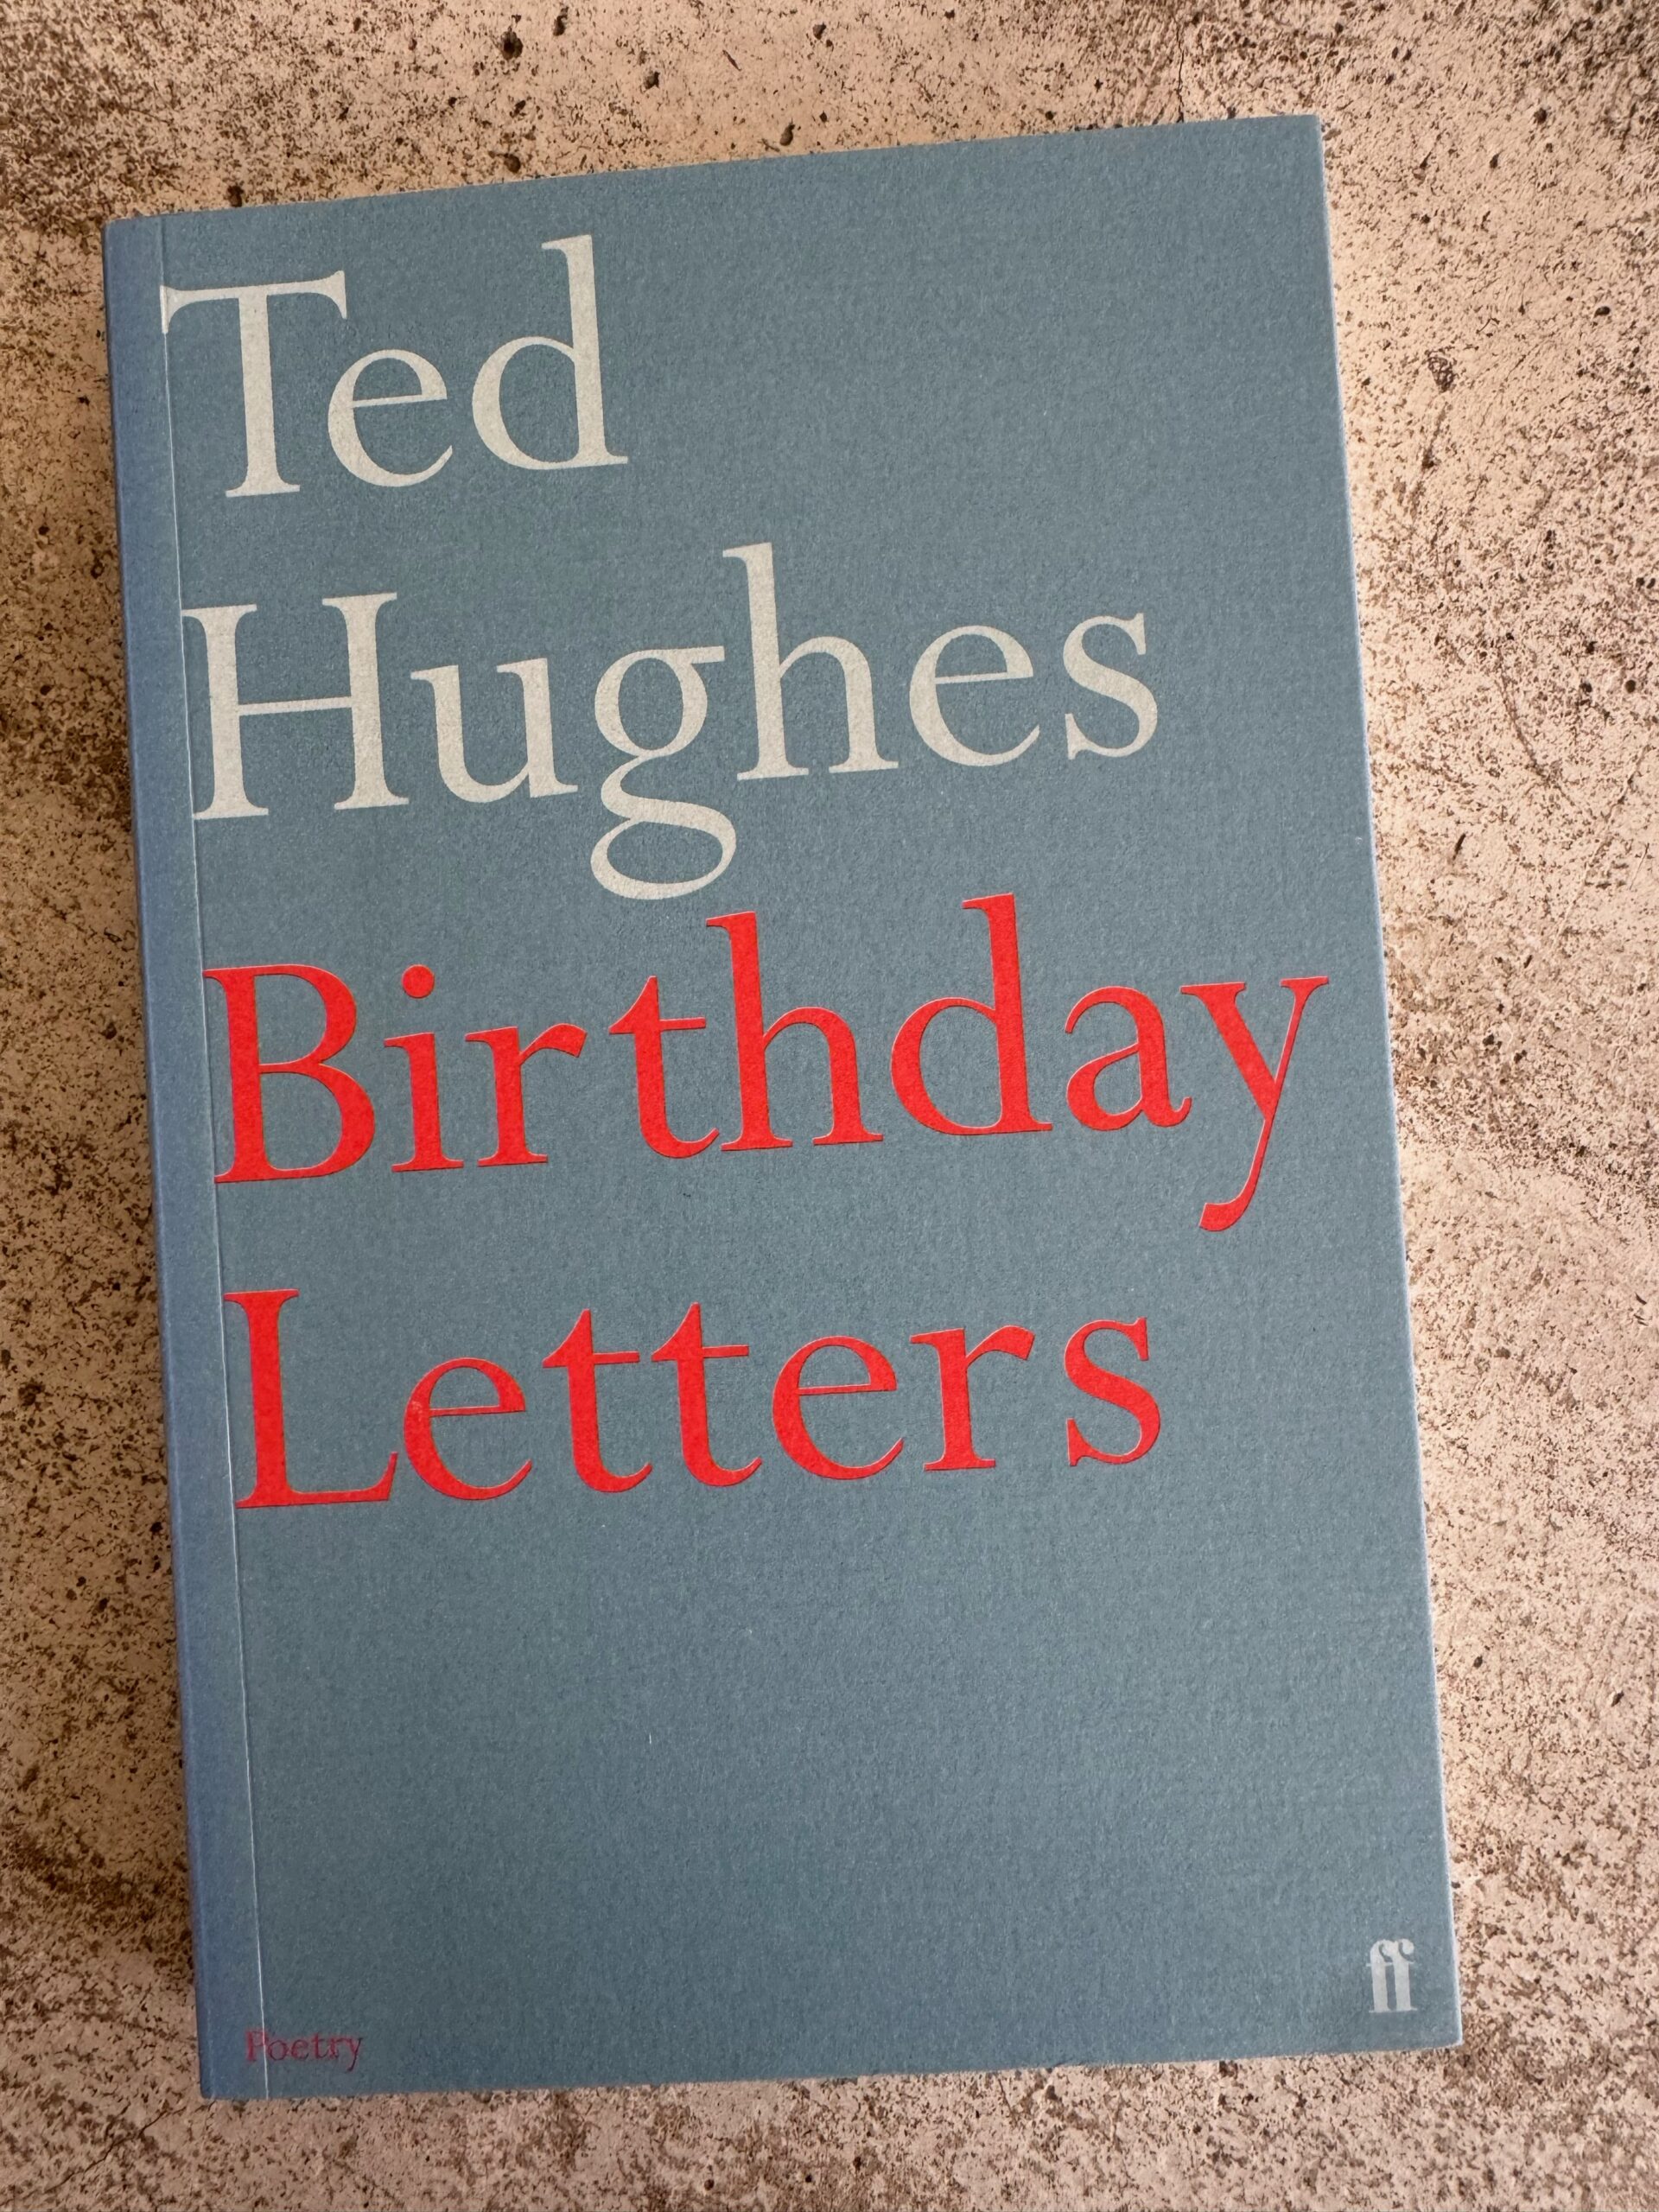 Ted
Hughes
Birthday
Letters
ff
Poetry